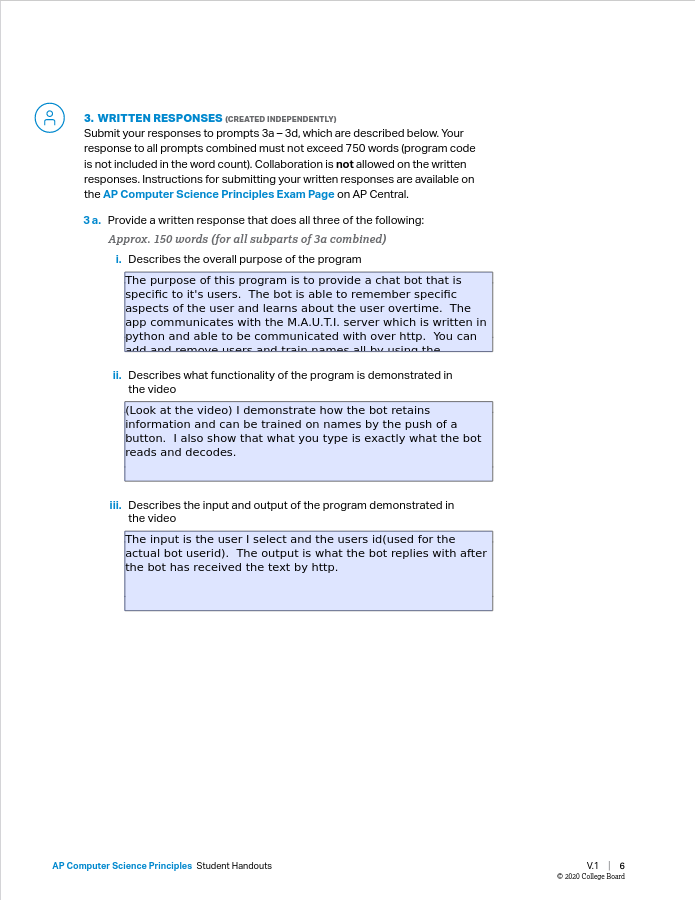 3. WRITTEN RESPONSES (CREATED INDEPENDENTLY)
Submit your responses to prompts 3a – 3d, which are described below. Your
response to all prompts combined must not exceed 750 words (program code
is not included in the word count). Collaboration is not allowed on the written
responses. Instructions for submitting your written responses are available on
the AP Computer Science Principles Exam Page on AP Central.
3 a. Provide a written response that does all three of the following:
Approx. 150 words (for all subparts of 3a combined)
i. Describes the overall purpose of the program
The purpose of this program is to provide a chat bot that is
specific to it's users.  The bot is able to remember specific
aspects of the user and learns about the user overtime.  The
app communicates with the M.A.U.T.I. server which is written in
python and able to be communicated with over http.  You can
add and remove users and train names all by using the
ii. Describes what functionality of the program is demonstrated in
the video
(Look at the video) I demonstrate how the bot retains
information and can be trained on names by the push of a
button.  I also show that what you type is exactly what the bot
reads and decodes.
iii. Describes the input and output of the program demonstrated in
the video
The input is the user I select and the users id(used for the
actual bot userid).  The output is what the bot replies with after
the bot has received the text by http.
AP Computer Science Principles Student Handouts
V.1 | 6
© 2020 College Board